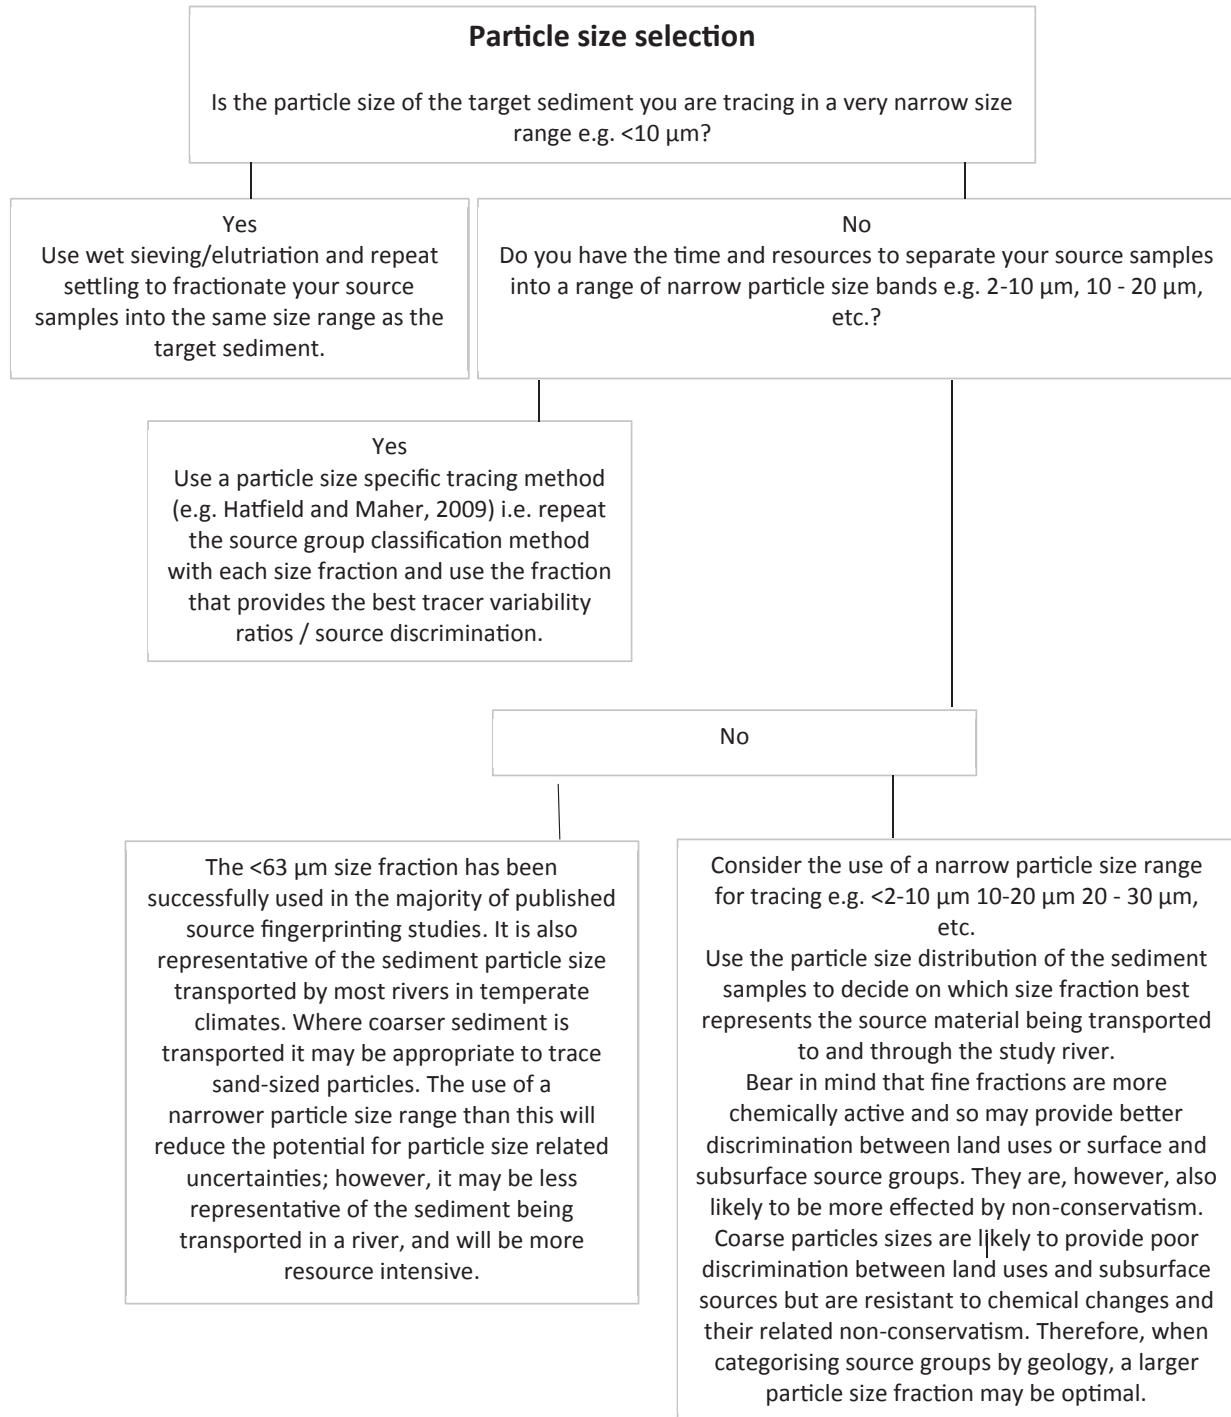 Particle size selection
Is the particle size of the target sediment you are tracing in a very narrow size
range e.g. <10 µm?
Yes
Use wet sieving/elutriation and repeat
settling to fractionate your source
samples into the same size range as the
target sediment.
No
Do you have the time and resources to separate your source samples
into a range of narrow particle size bands e.g. 2-10 µm, 10 - 20 µm,
etc.?
Yes
Use a particle size specific tracing method
(e.g. Hatfield and Maher, 2009) i.e. repeat
the source group classification method
with each size fraction and use the fraction
that provides the best tracer variability
ratios / source discrimination.
No
The <63 µm size fraction has been
successfully used in the majority of published
source fingerprinting studies. It is also
representative of the sediment particle size
transported by most rivers in temperate
climates. Where coarser sediment is
transported it may be appropriate to trace
sand-sized particles. The use of a
narrower particle size range than this will
reduce the potential for particle size related
uncertainties; however, it may be less
representative of the sediment being
transported in a river, and will be more
resource intensive.
Consider the use of a narrow particle size range
for tracing e.g. <2-10 µm 10-20 µm 20 - 30 µm,
etc.
Use the particle size distribution of the sediment
samples to decide on which size fraction best
represents the source material being transported
to and through the study river.
Bear in mind that fine fractions are more
chemically active and so may provide better
discrimination between land uses or surface and
subsurface source groups. They are, however, also
likely to be more effected by non-conservatism.
Coarse particles sizes are likely to provide poor
discrimination between land uses and subsurface
sources but are resistant to chemical changes and
their related non-conservatism. Therefore, when
categorising source groups by geology, a larger
particle size fraction may be optimal.